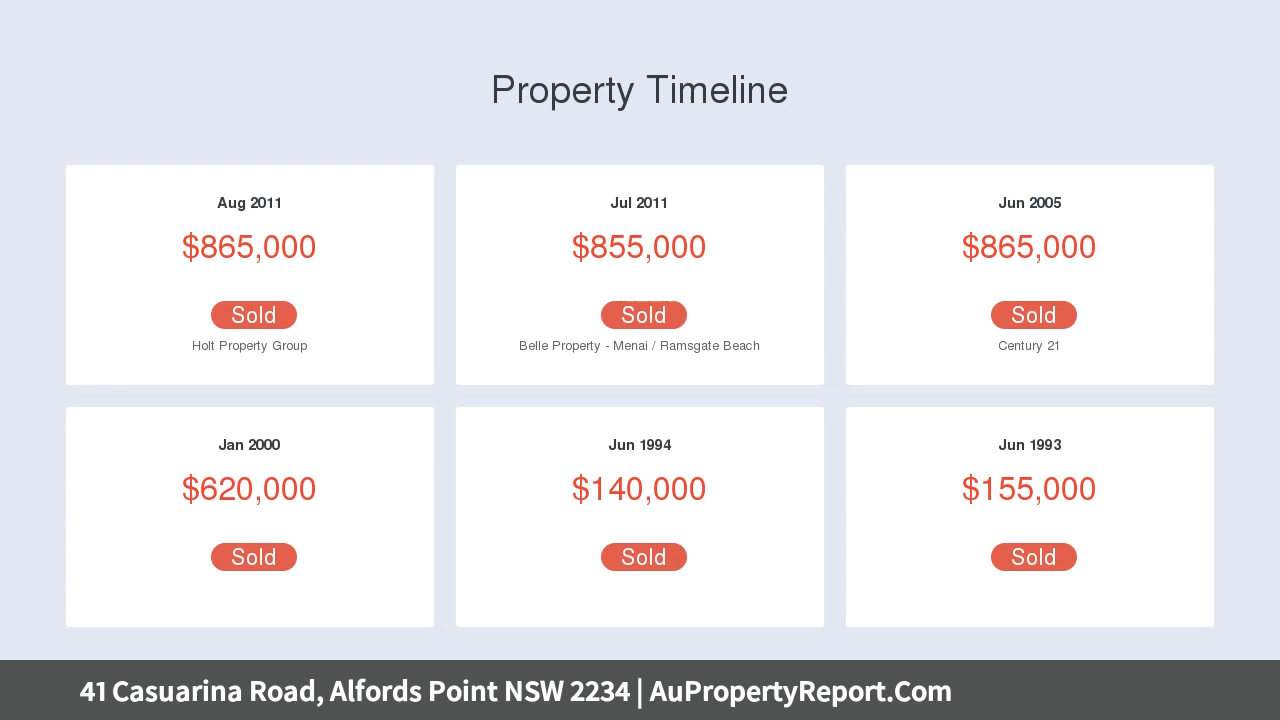 Property Timeline
Aug 2011
$865,000
Sold
Holt Property Group
Jul 2011
$855,000
Sold
Belle Property - Menai / Ramsgate Beach
Jun 2005
$865,000
Sold
Century 21
Jan 2000
$620,000
Sold
Jun 1994
$140,000
Sold
Jun 1993
$155,000
Sold
41 Casuarina Road, Alfords Point NSW 2234 | AuPropertyReport.Com